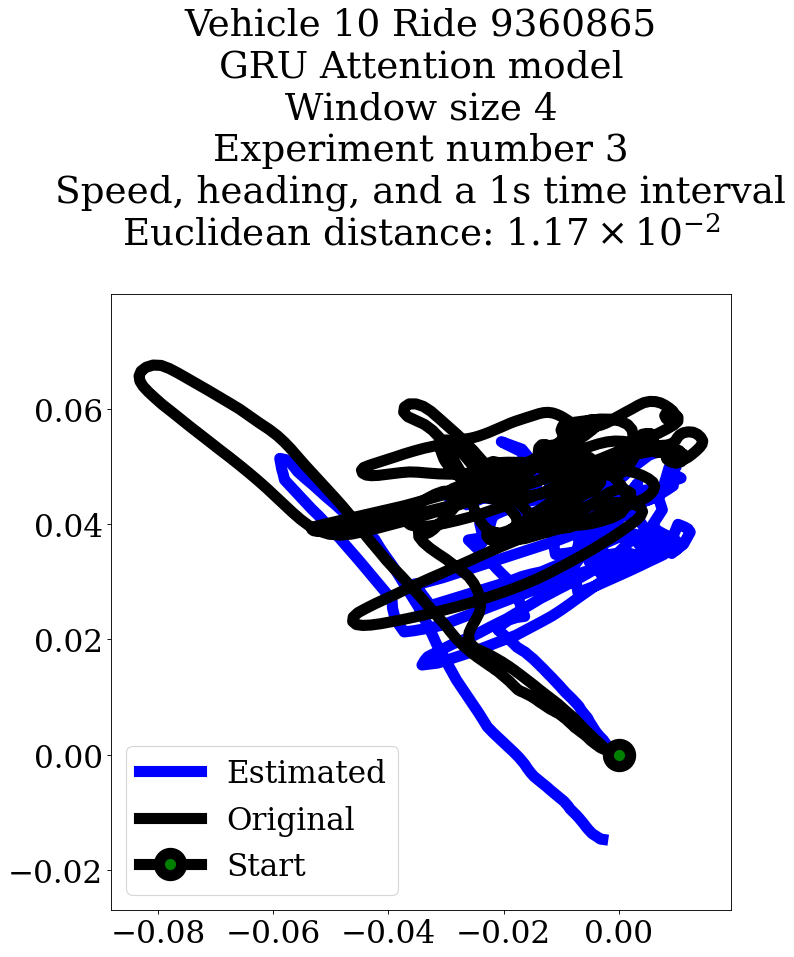 Vehicle 10 Ride 9360865
GRU Attention model
Window size 4
Experiment number 3
Speed, heading, and a 1s time interval
Euclidean distance: 1.17 × 10⁻²
0.06
0.04
0.02
0.00
−0.02
Estimated
Original
Start
−0.08 −0.06 −0.04 −0.02 0.00